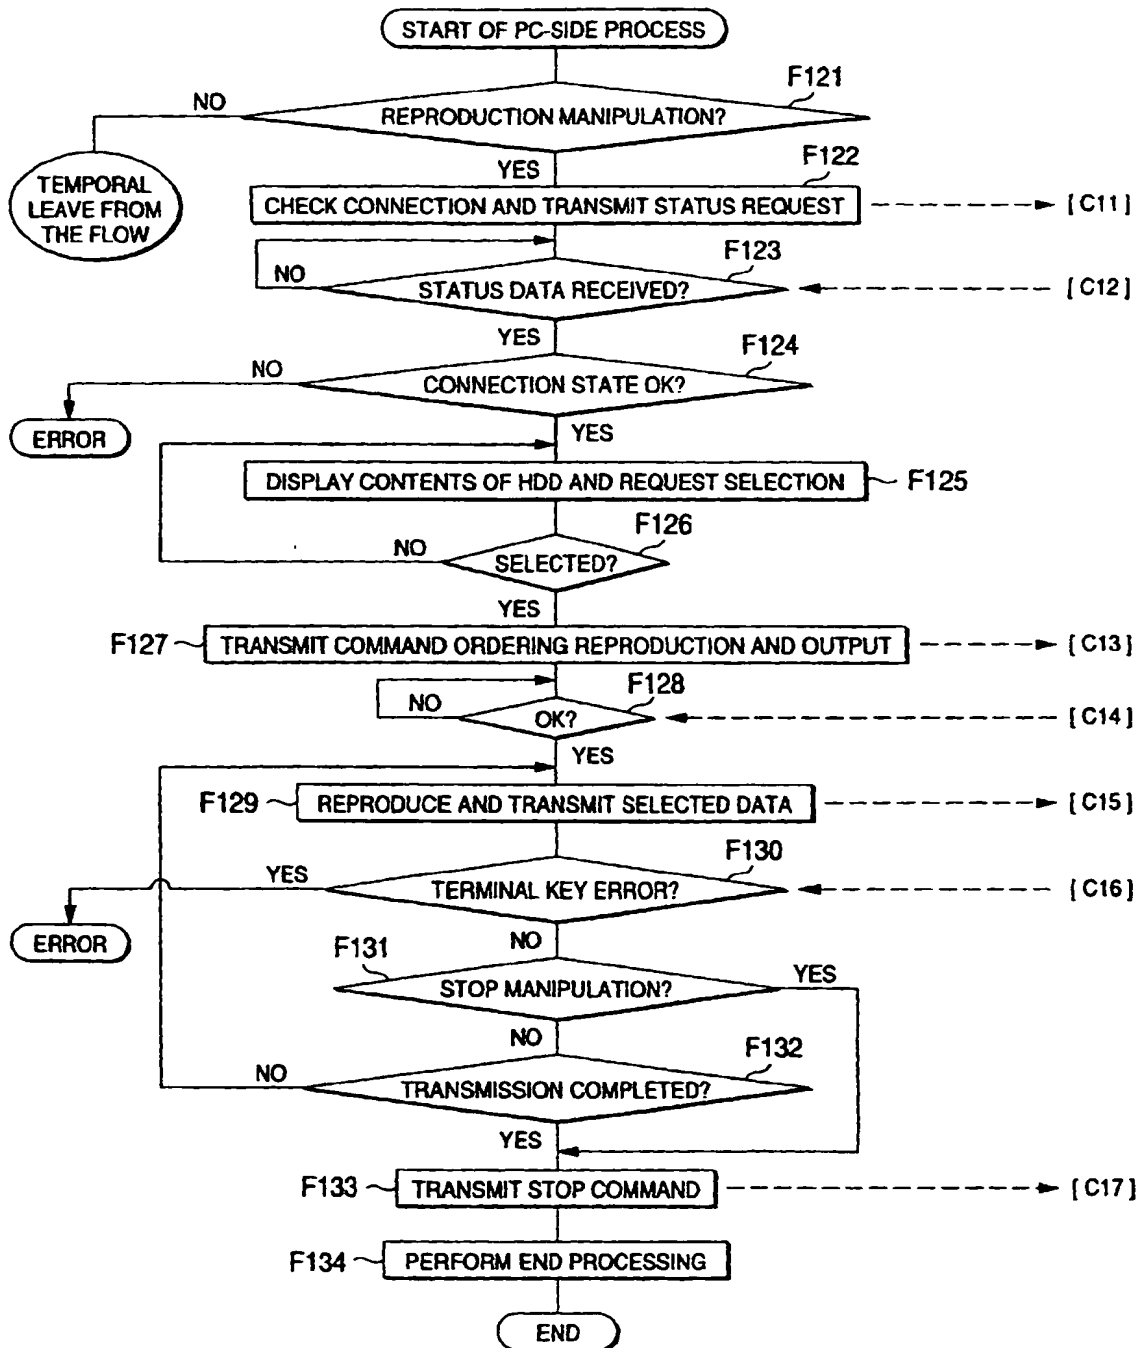 START OF PC-SIDE PROCESS
F121
NO
REPRODUCTION MANIPULATION?
YES
F122
TEMPORAL
LEAVE FROM
THE FLOW
CHECK CONNECTION AND TRANSMIT STATUS REQUEST
[C11]
F123
NO
STATUS DATA RECEIVED?
[C12]
YES
F124
NO
CONNECTION STATE OK?
YES
ERROR
DISPLAY CONTENTS OF HDD AND REQUEST SELECTION
F125
F126
NO
SELECTED?
YES
F127
TRANSMIT COMMAND ORDERING REPRODUCTION AND OUTPUT
[C13]
F128
NO
OK?
[C14]
YES
F129
REPRODUCE AND TRANSMIT SELECTED DATA
[C15]
F130
YES
TERMINAL KEY ERROR?
[C16]
NO
ERROR
F131
STOP MANIPULATION?
YES
NO
F132
NO
TRANSMISSION COMPLETED?
YES
F133
TRANSMIT STOP COMMAND
[C17]
F134
PERFORM END PROCESSING
END